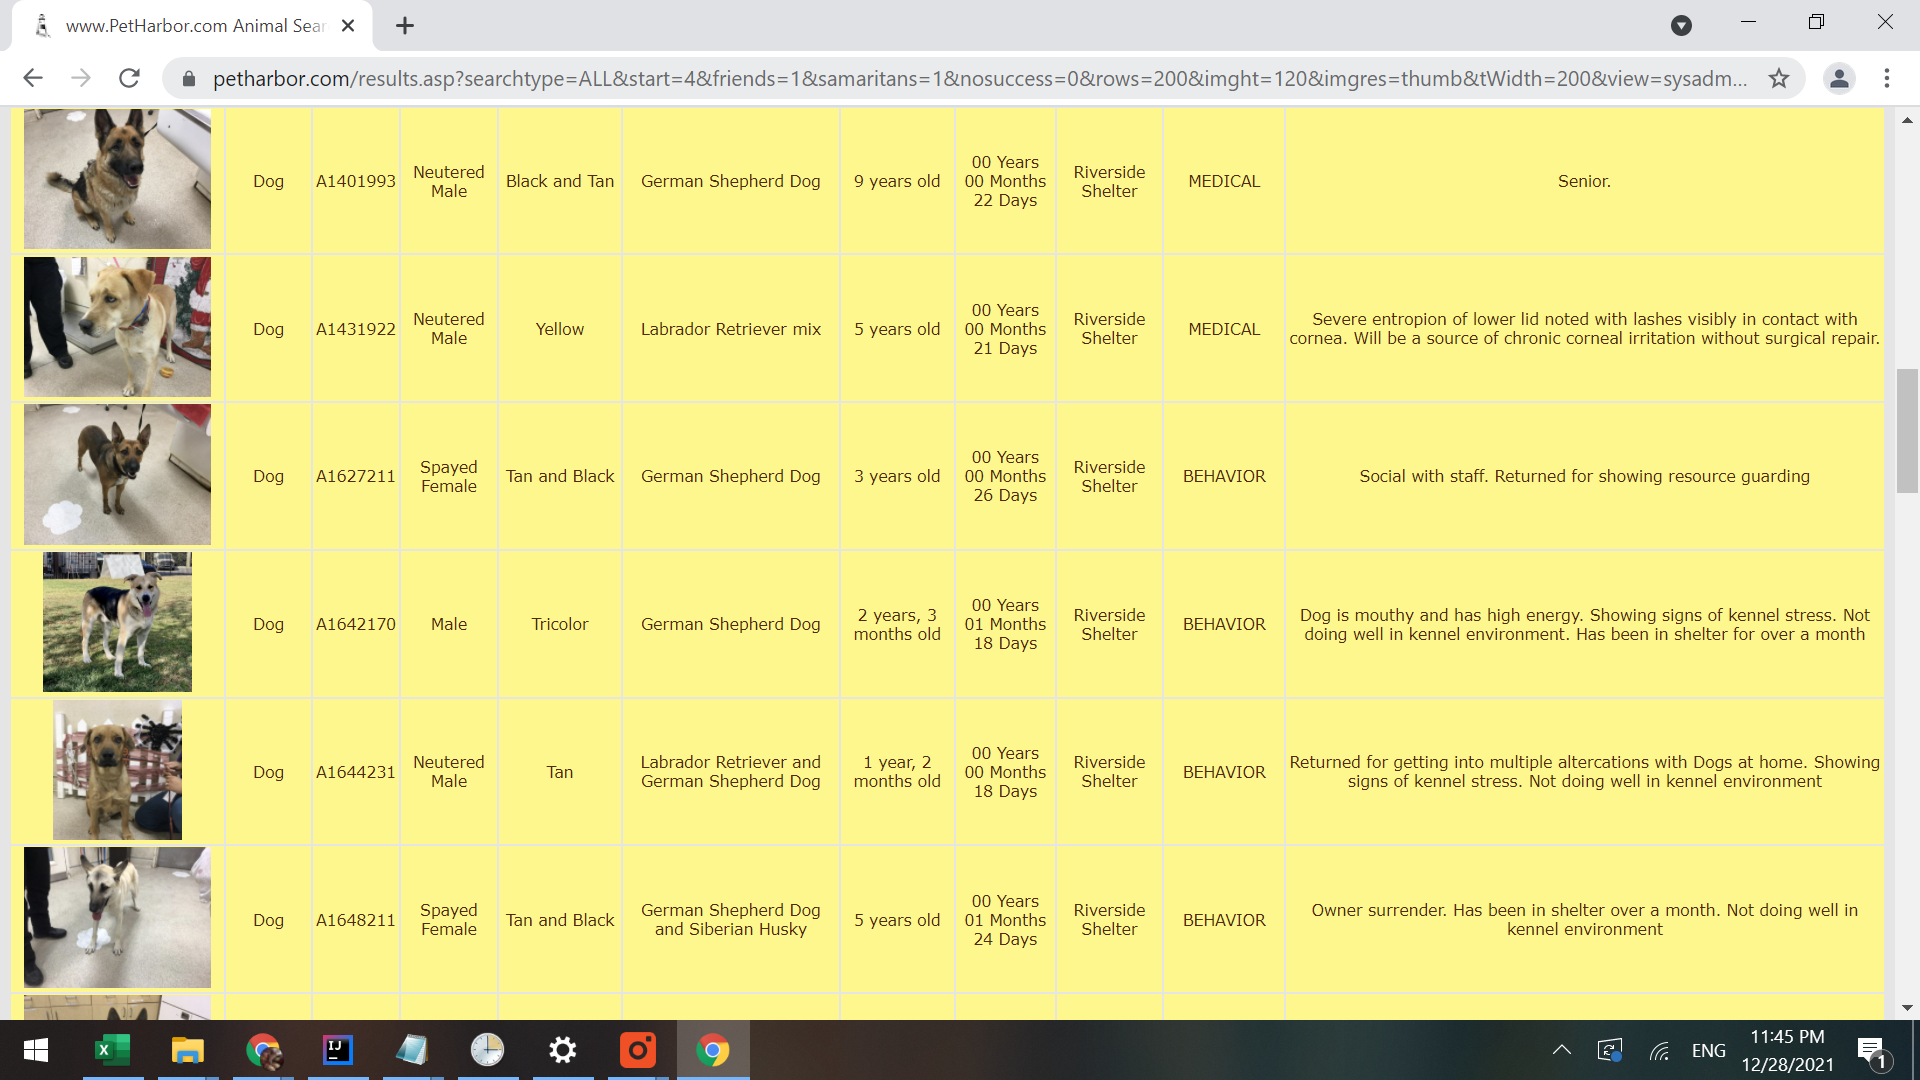 www.PetHarbor.com Animal Sear
petharbor.com/results.asp?searchtype=ALL&start=4&friends=1&samaritans=1&nosuccess=0&rows=200&imght=120&imgres=thumb&tWidth=200&view=sysadm...
Dog
A1401993
Neutered
Male
Black and Tan
German Shepherd Dog
9 years old
00 Years
00 Months
22 Days
Riverside
Shelter
MEDICAL
Senior.
Dog
A1431922
Neutered
Male
Yellow
Labrador Retriever mix
5 years old
00 Years
00 Months
21 Days
Riverside
Shelter
MEDICAL
Severe entropion of lower lid noted with lashes visibly in contact with
cornea. Will be a source of chronic corneal irritation without surgical repair.
Dog
A1627211
Spayed
Female
Tan and Black
German Shepherd Dog
3 years old
00 Years
00 Months
26 Days
Riverside
Shelter
BEHAVIOR
Social with staff. Returned for showing resource guarding
Dog
A1642170
Male
Tricolor
German Shepherd Dog
2 years, 3
months old
00 Years
01 Months
18 Days
Riverside
Shelter
BEHAVIOR
Dog is mouthy and has high energy. Showing signs of kennel stress. Not
doing well in kennel environment. Has been in shelter for over a month
Dog
A1644231
Neutered
Male
Tan
Labrador Retriever and
German Shepherd Dog
1 year, 2
months old
00 Years
00 Months
18 Days
Riverside
Shelter
BEHAVIOR
Returned for getting into multiple altercations with Dogs at home. Showing
signs of kennel stress. Not doing well in kennel environment
Dog
A1648211
Spayed
Female
Tan and Black
German Shepherd Dog
and Siberian Husky
5 years old
00 Years
01 Months
24 Days
Riverside
Shelter
BEHAVIOR
Owner surrender. Has been in shelter over a month. Not doing well in
kennel environment
X
IJ
ENG
11:45 PM
12/28/2021
1